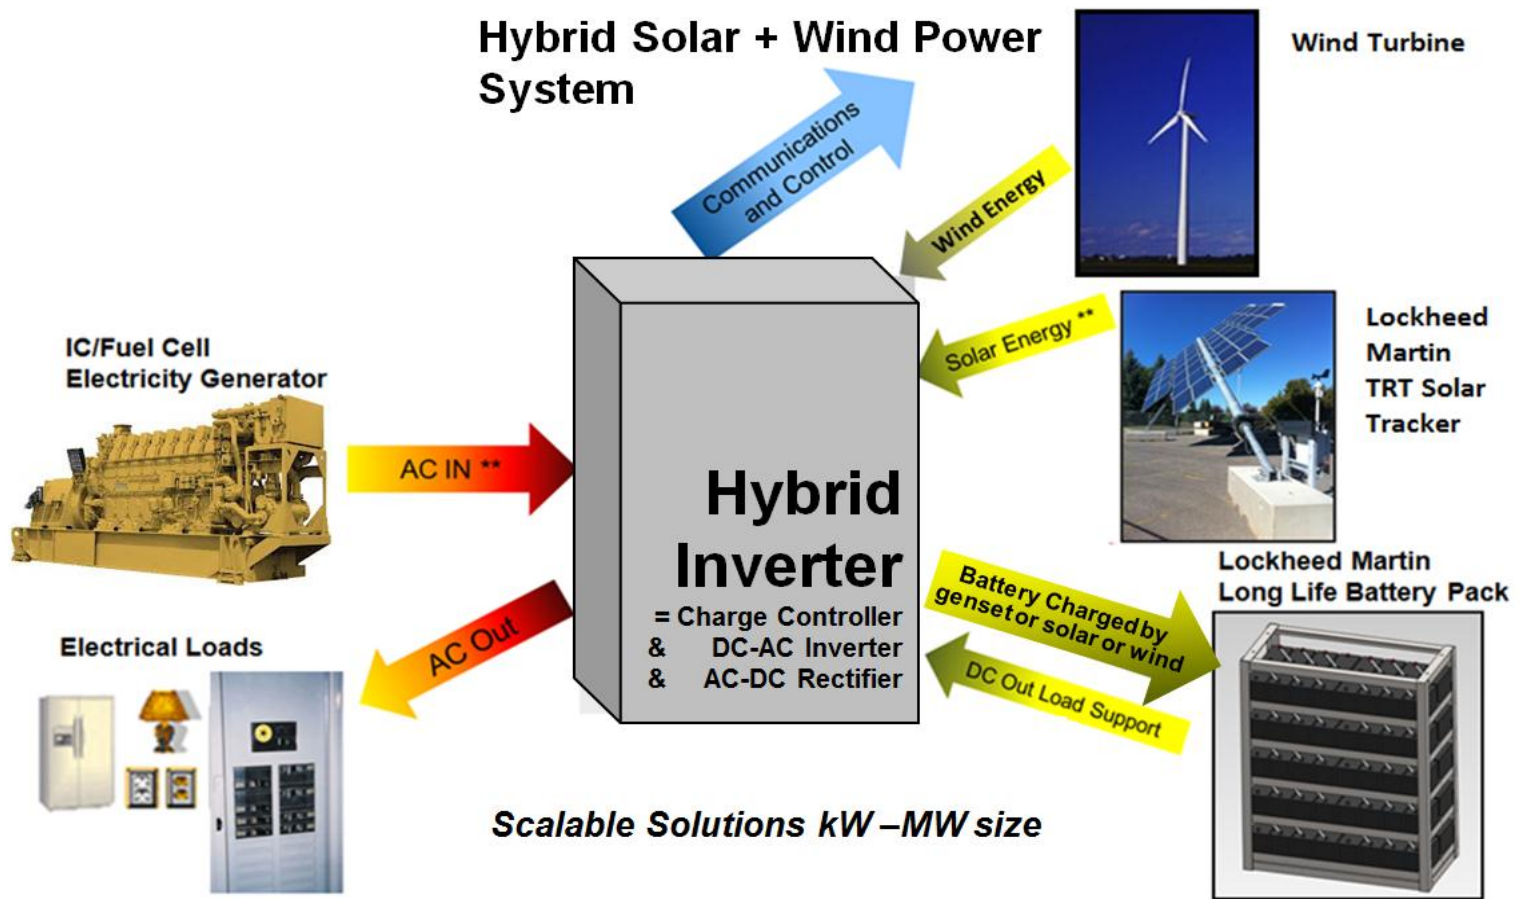 Hybrid Solar + Wind Power
System
Wind Turbine
Communications
and Control
Wind Energy
Solar Energy **
Lockheed
Martin
TRT Solar
Tracker
IC/Fuel Cell
Electricity Generator
AC IN **
Hybrid
Inverter
= Charge Controller
& DC-AC Inverter
& AC-DC Rectifier
AC Out
Electrical Loads
Battery Charged by
genset or solar or wind
DC Out Load Support
Lockheed Martin
Long Life Battery Pack
Scalable Solutions kW –MW size